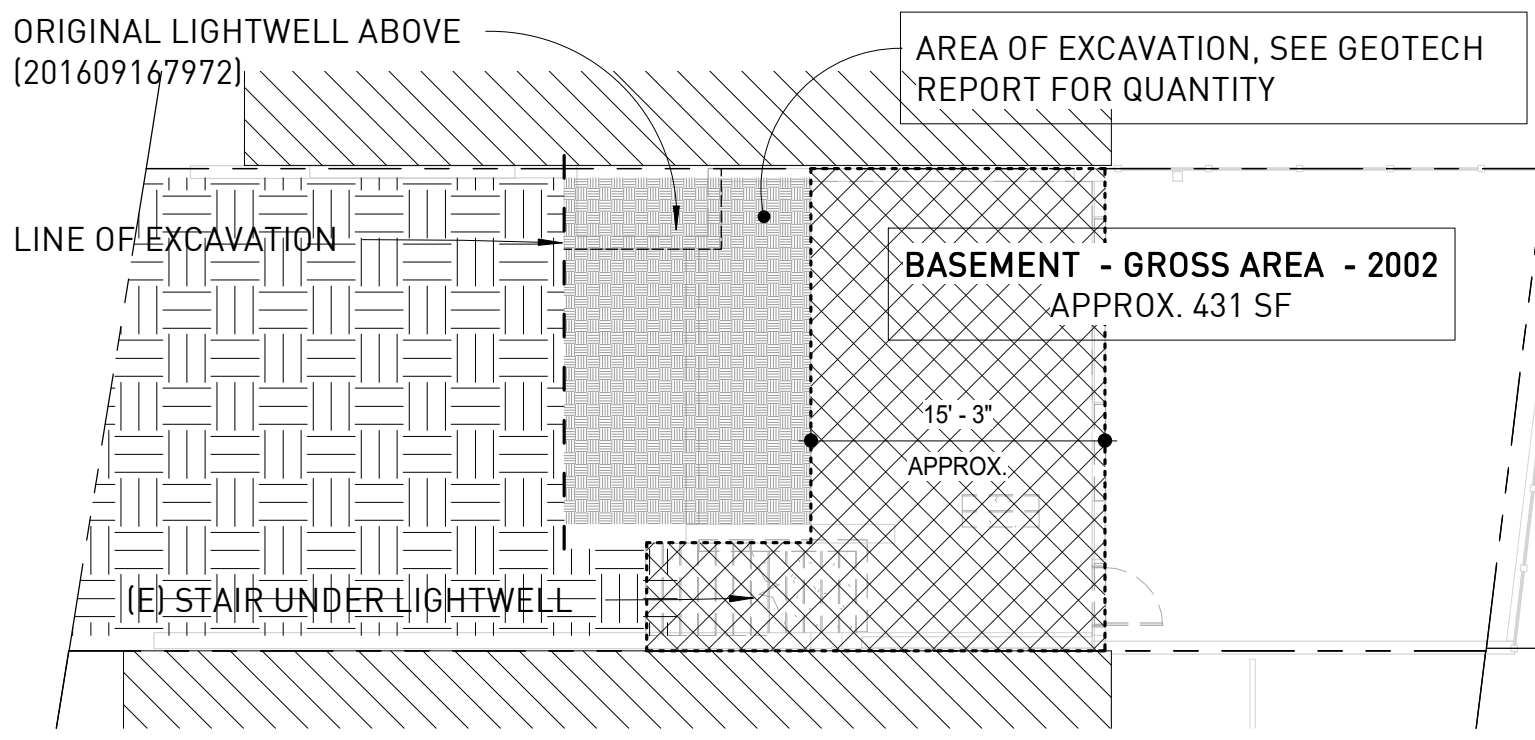 ORIGINAL LIGHTWELL ABOVE
(201609167972)
AREA OF EXCAVATION, SEE GEOTECH
REPORT FOR QUANTITY
LINE OF EXCAVATION
BASEMENT - GROSS AREA - 2002
APPROX. 431 SF
15' - 3"
APPROX.
(E) STAIR UNDER LIGHTWELL